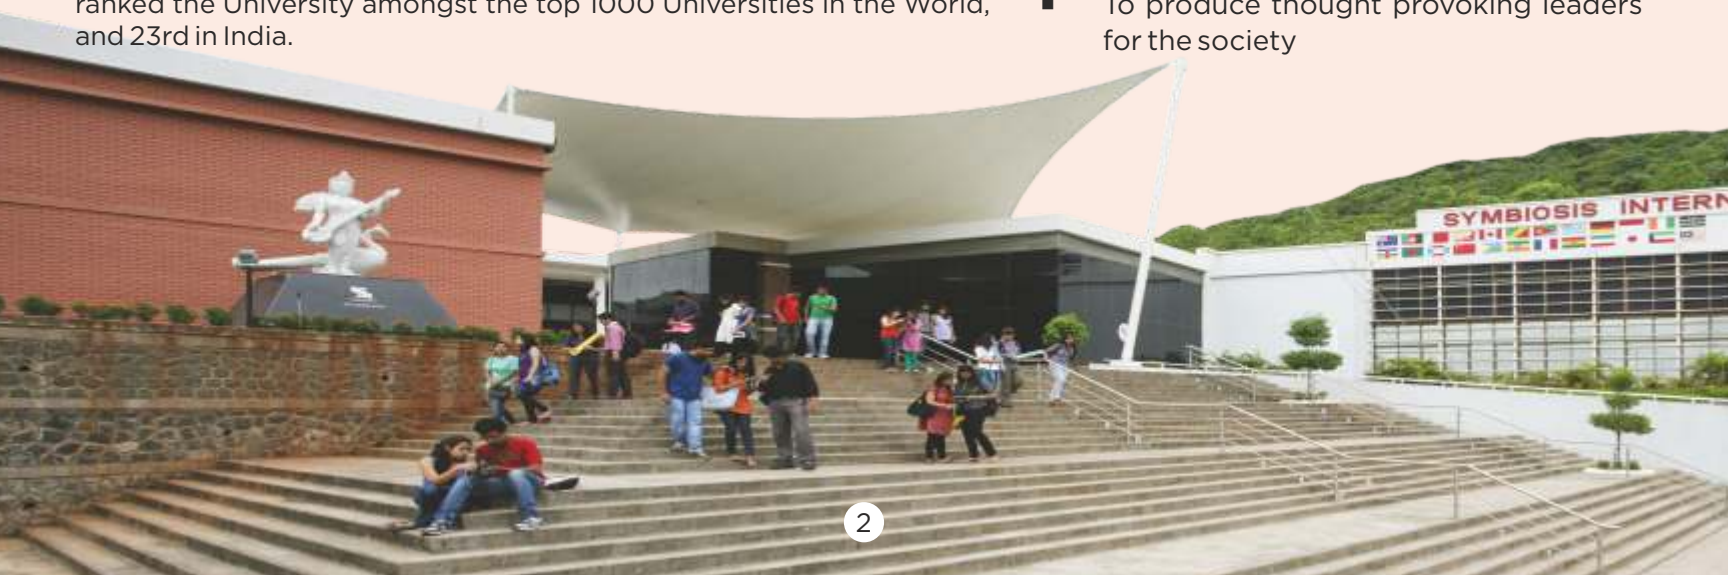 ranked the University amongst the top 1000 Universities in the World,
and 23rd in India.
To produce thought provoking leaders
for the society
SYMBIOSIS INTERN
2